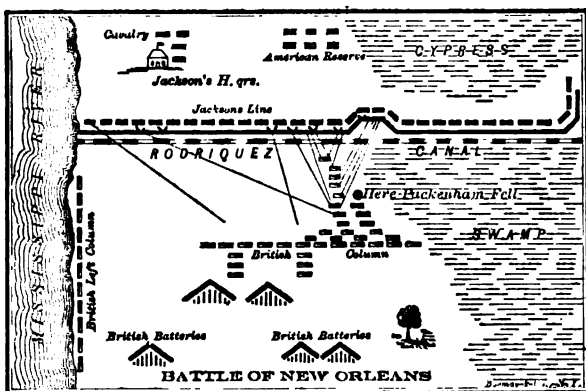 Cavalry
American Reserve
CYPRESS
Jackson's H. qrs.
Jacksons Line
RODRIQUEZ CANAL
MISSISSIPPI RIVER
Here Packenham Fell
SWAMP
British Left Column
British Column
British Batteries
British Batteries
BATTLE OF NEW ORLEANS